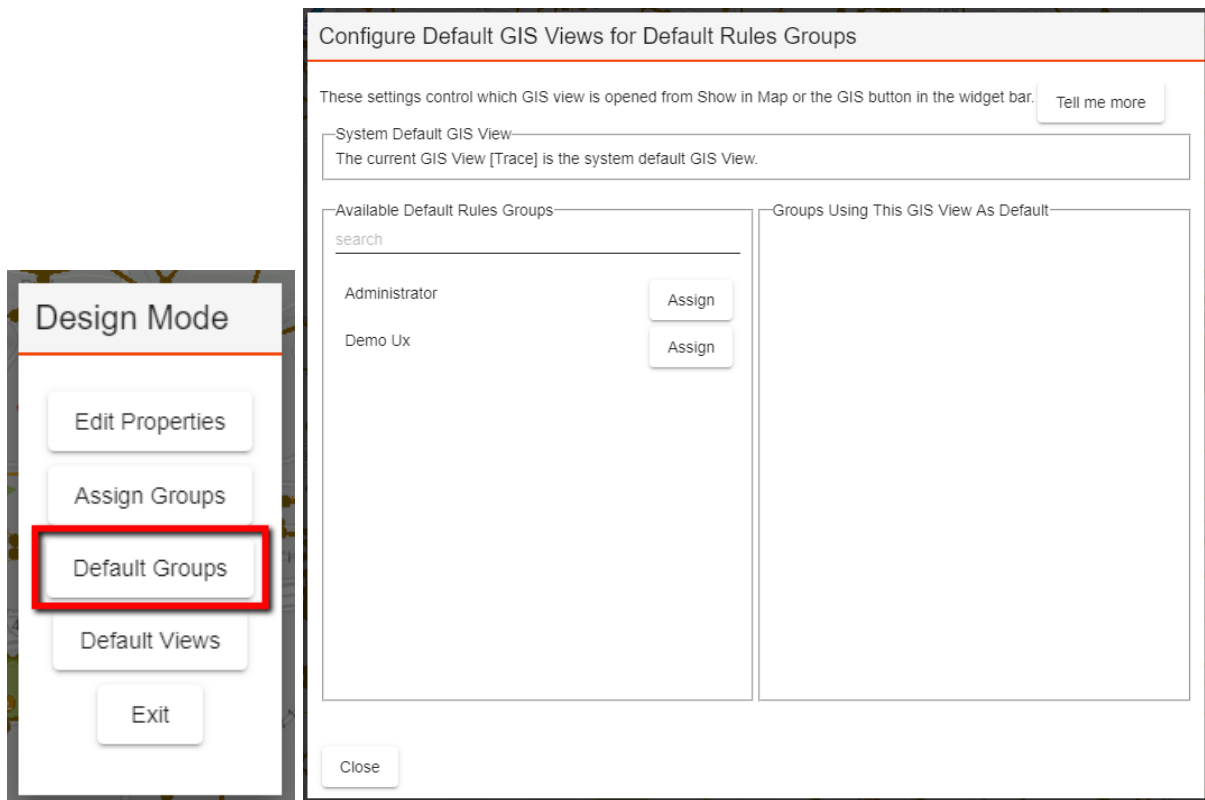 Design Mode
Edit Properties
Assign Groups
Default Groups
Default Views
Exit
Configure Default GIS Views for Default Rules Groups
These settings control which GIS view is opened from Show in Map or the GIS button in the widget bar. Tell me more
System Default GIS View
The current GIS View [Trace] is the system default GIS View.
Available Default Rules Groups
search
Administrator Assign
Demo Ux Assign
Groups Using This GIS View As Default
Close